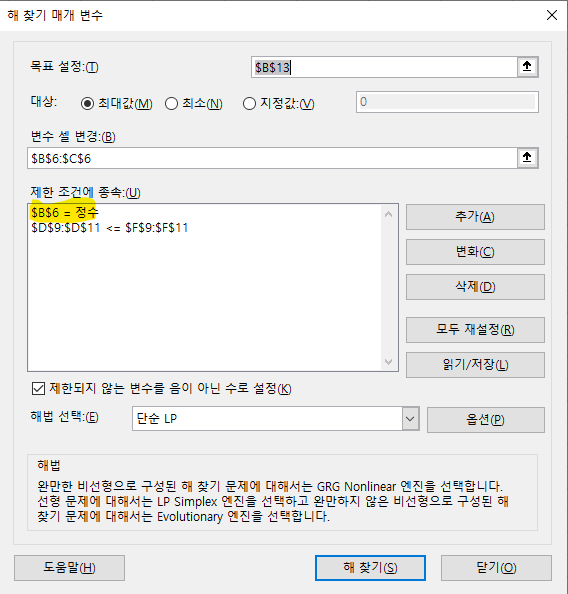 해 찾기 매개 변수
목표 설정:(T)
$B$13
대상:
최대값(M)
최소(N)
지정값:(V)
0
변수 셀 변경:(B)
$B$6:$C$6
제한 조건에 종속:(U)
$B$6 = 정수
$D$9:$D$11 <= $F$9:$F$11
추가(A)
변화(C)
삭제(D)
모두 재설정(R)
읽기/저장(L)
제한되지 않는 변수를 음이 아닌 수로 설정(K)
해법 선택:(E)
단순 LP
옵션(P)
해법
완만한 비선형으로 구성된 해 찾기 문제에 대해서는 GRG Nonlinear 엔진을 선택합니다.
선형 문제에 대해서는 LP Simplex 엔진을 선택하고 완만하지 않은 비선형으로 구성된 해
찾기 문제에 대해서는 Evolutionary 엔진을 선택합니다.
도움말(H)
해 찾기(S)
닫기(O)